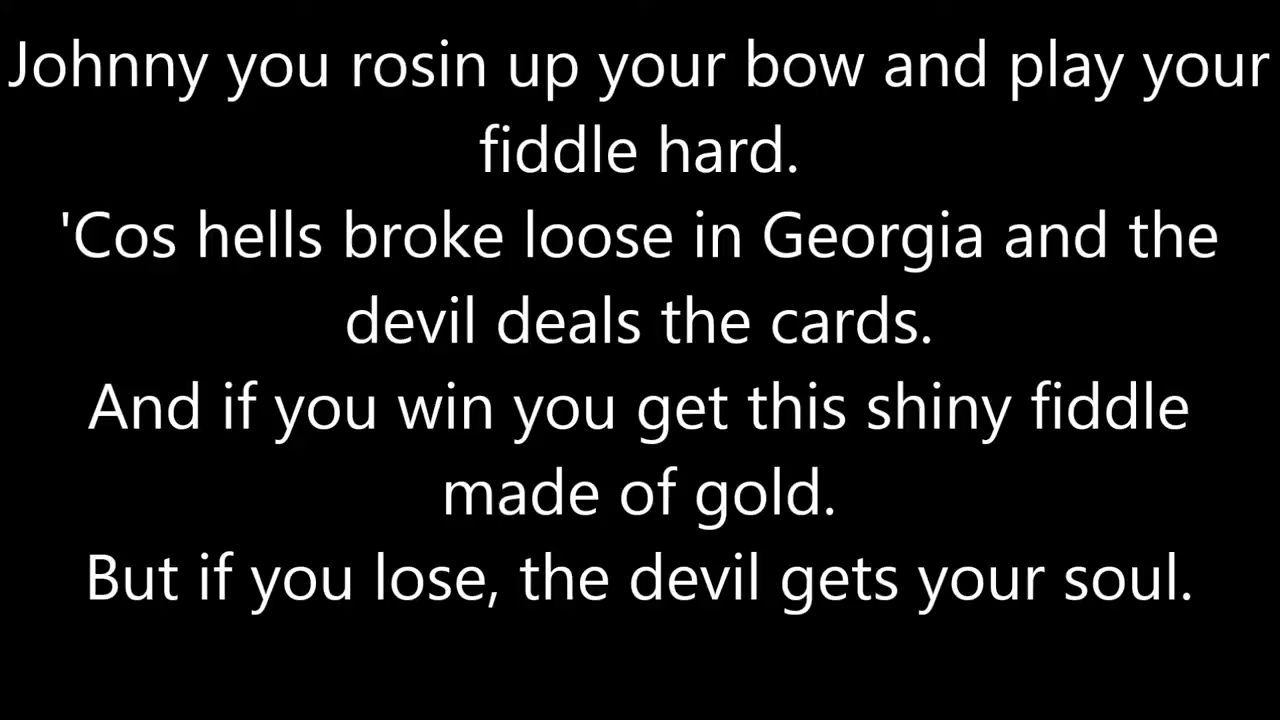 Johnny you rosin up your bow and play your
fiddle hard.
'Cos hells broke loose in Georgia and the
devil deals the cards.
And if you win you get this shiny fiddle
made of gold.
But if you lose, the devil gets your soul.